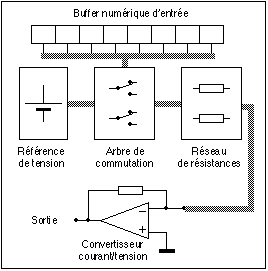 Buffer numérique d'entrée
Référence
de tension
Arbre de
commutation
Réseau
de résistances
Sortie
−
+
Convertisseur
courant/tension